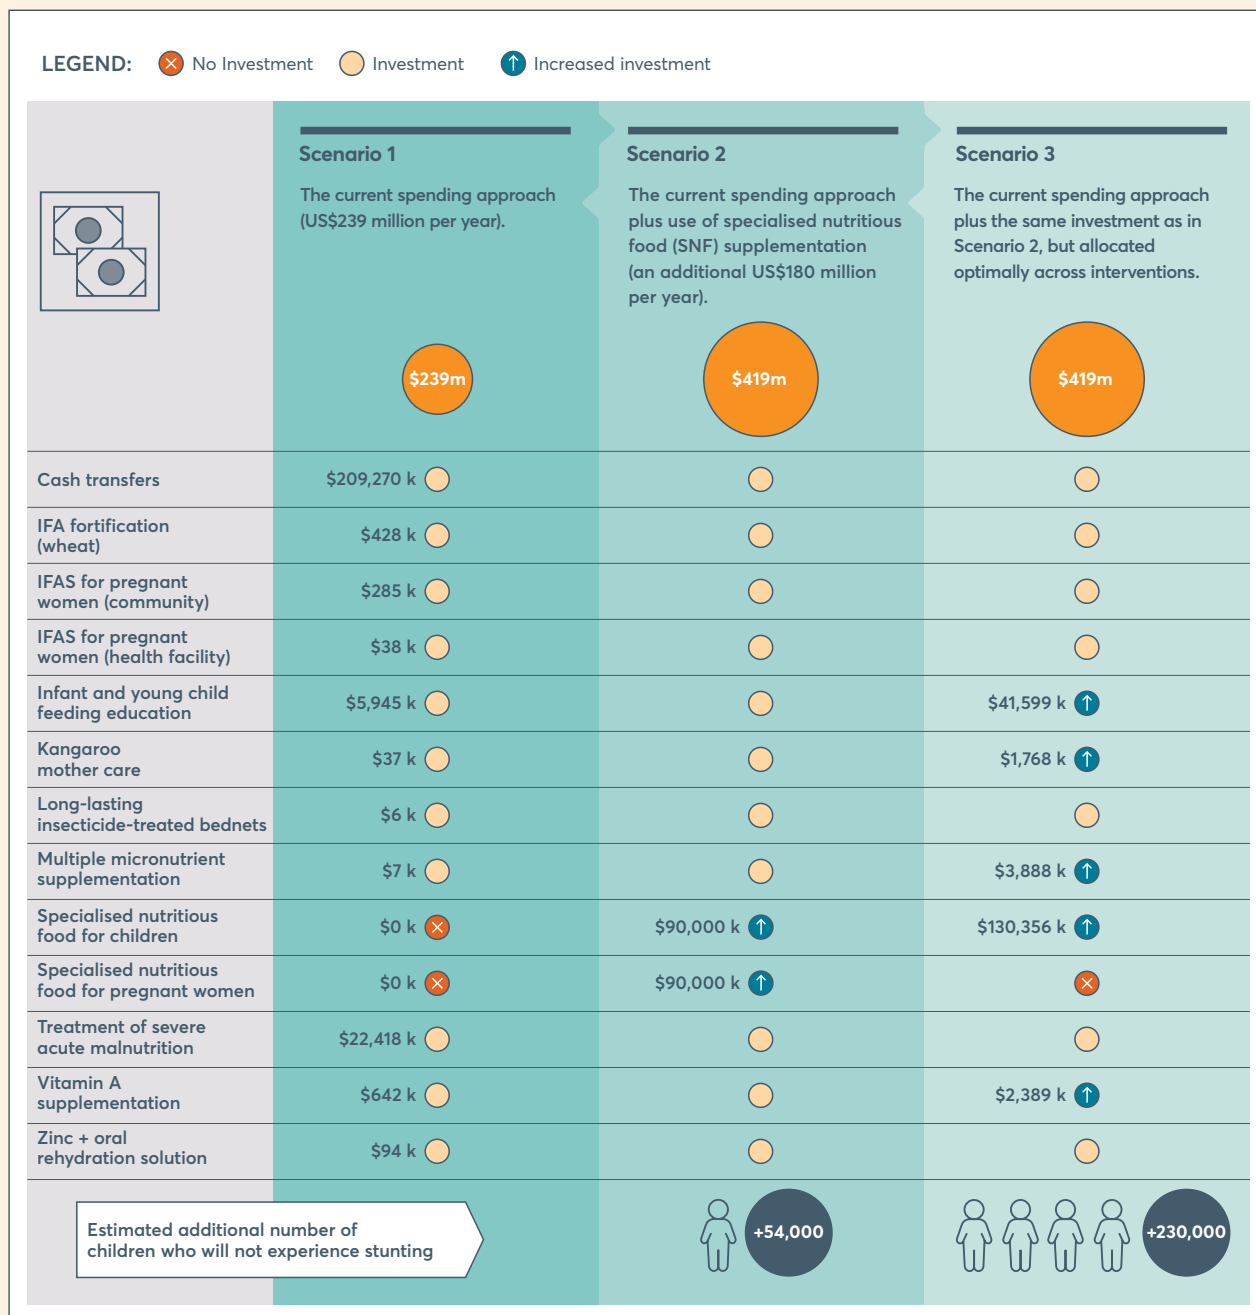 LEGEND: No Investment Investment Increased investment
Scenario 1
The current spending approach
(US$239 million per year).
$239m
Scenario 2
The current spending approach
plus use of specialised nutritious
food (SNF) supplementation
(an additional US$180 million
per year).
$419m
Scenario 3
The current spending approach
plus the same investment as in
Scenario 2, but allocated
optimally across interventions.
$419m
Cash transfers
$209,270 k
IFA fortification
(wheat)
$428 k
IFAS for pregnant
women (community)
$285 k
IFAS for pregnant
women (health facility)
$38 k
Infant and young child
feeding education
$5,945 k
$41,599 k
Kangaroo
mother care
$37 k
$1,768 k
Long-lasting
insecticide-treated bednets
$6 k
Multiple micronutrient
supplementation
$7 k
$3,888 k
Specialised nutritious
food for children
$0 k
$90,000 k
$130,356 k
Specialised nutritious
food for pregnant women
$0 k
$90,000 k
Treatment of severe
acute malnutrition
$22,418 k
Vitamin A
supplementation
$642 k
$2,389 k
Zinc + oral
rehydration solution
$94 k
Estimated additional number of
children who will not experience stunting
+54,000
+230,000